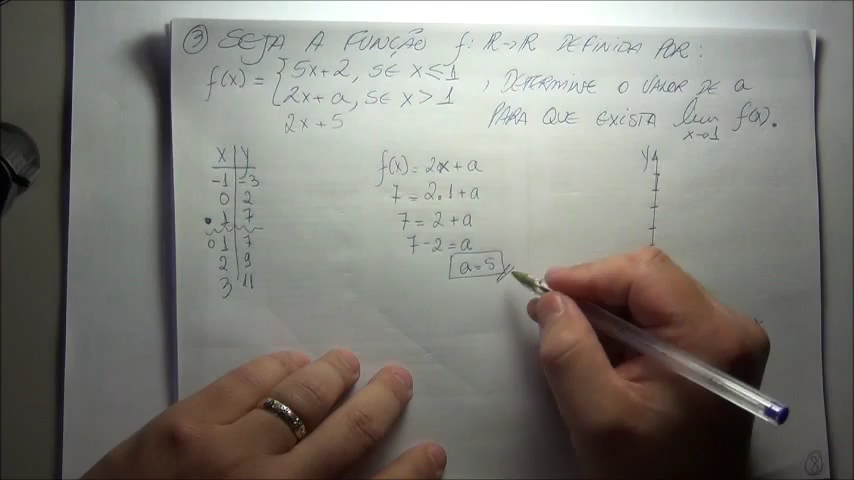 ③ SEJA A FUNÇÃO f: R→R DEFINIDA POR:
f(x) = { 5x+2, SE x≤1
2x+a, SE x>1 , DETERMINE O VALOR DE a
2x+5 PARA QUE EXISTA lim x→1 f(x).
x | y
-1 | -3
0 | 2
• 1 | 7
o 1 | 7
2 | 9
3 | 11
f(x) = 2x + a
7 = 2.1 + a
7 = 2 + a
7 - 2 = a
a = 5
y
8